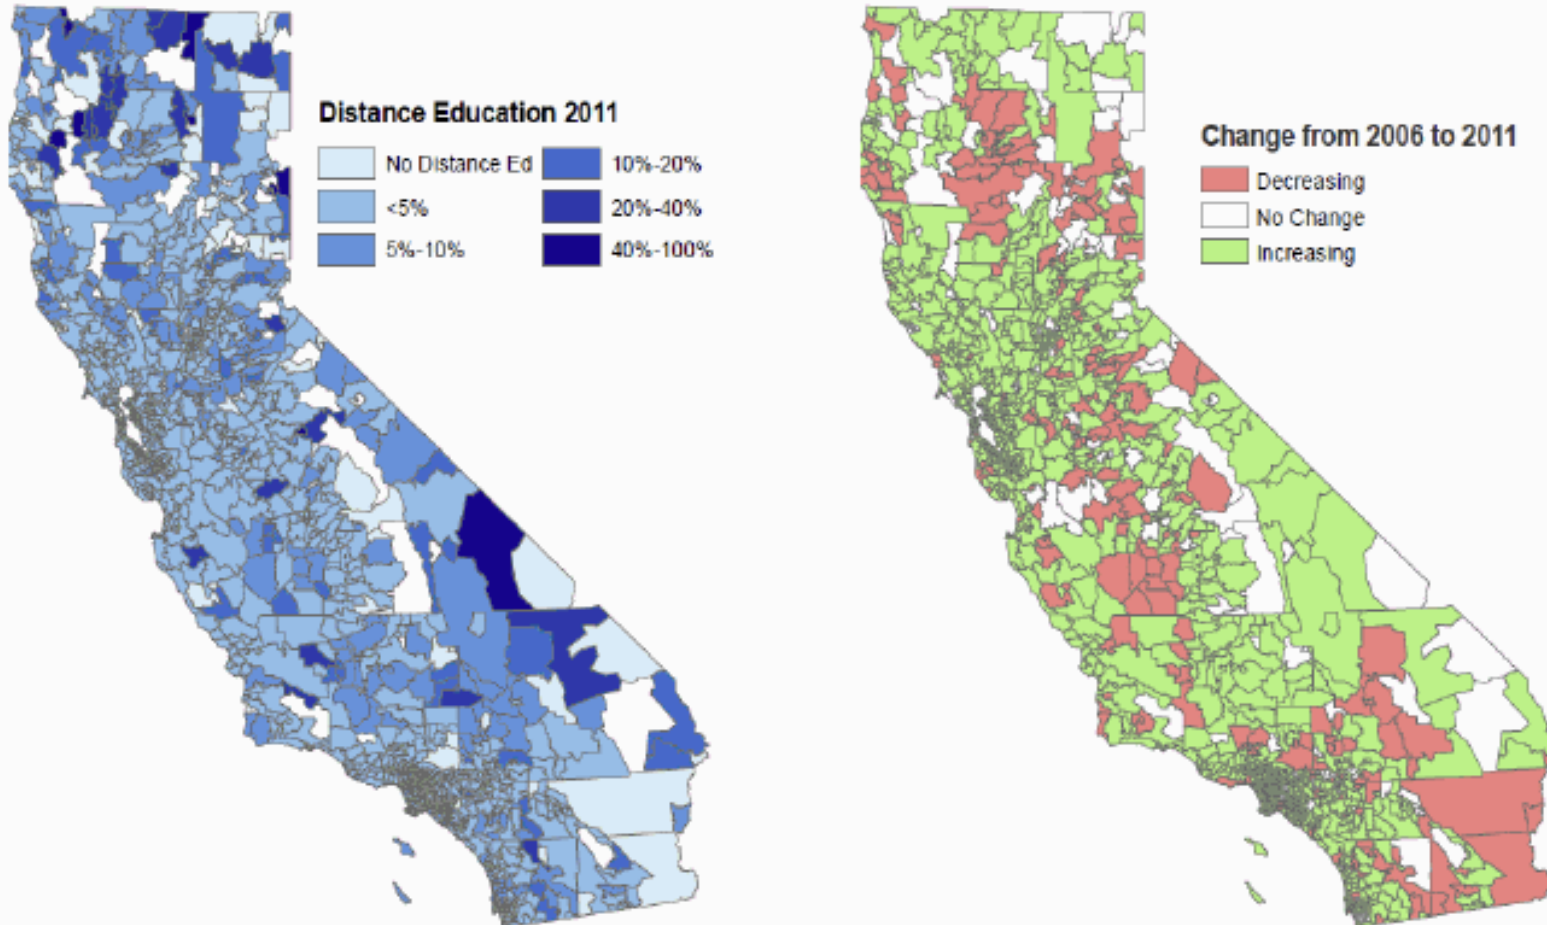 Distance Education 2011
No Distance Ed
10%-20%
<5%
20%-40%
5%-10%
40%-100%
Change from 2006 to 2011
Decreasing
No Change
Increasing